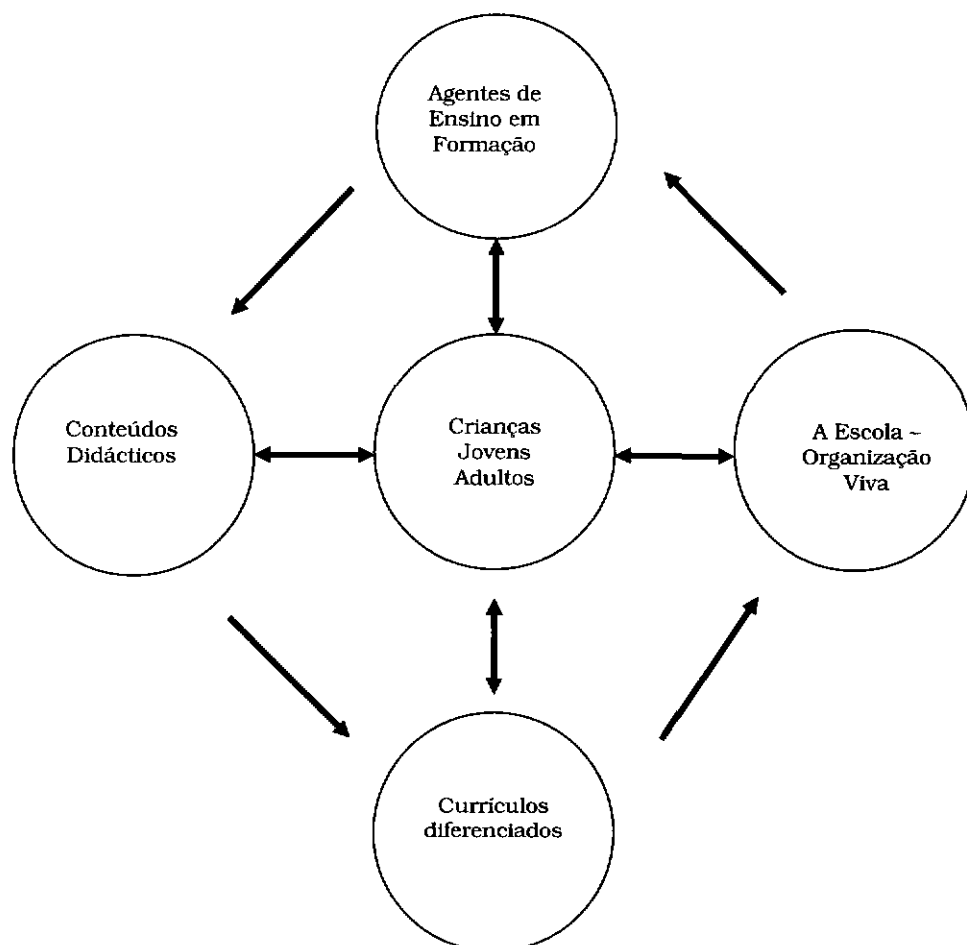 Agentes de
Ensino em
Formação
Conteúdos
Didácticos
Crianças
Jovens
Adultos
A Escola –
Organização
Viva
Currículos
diferenciados